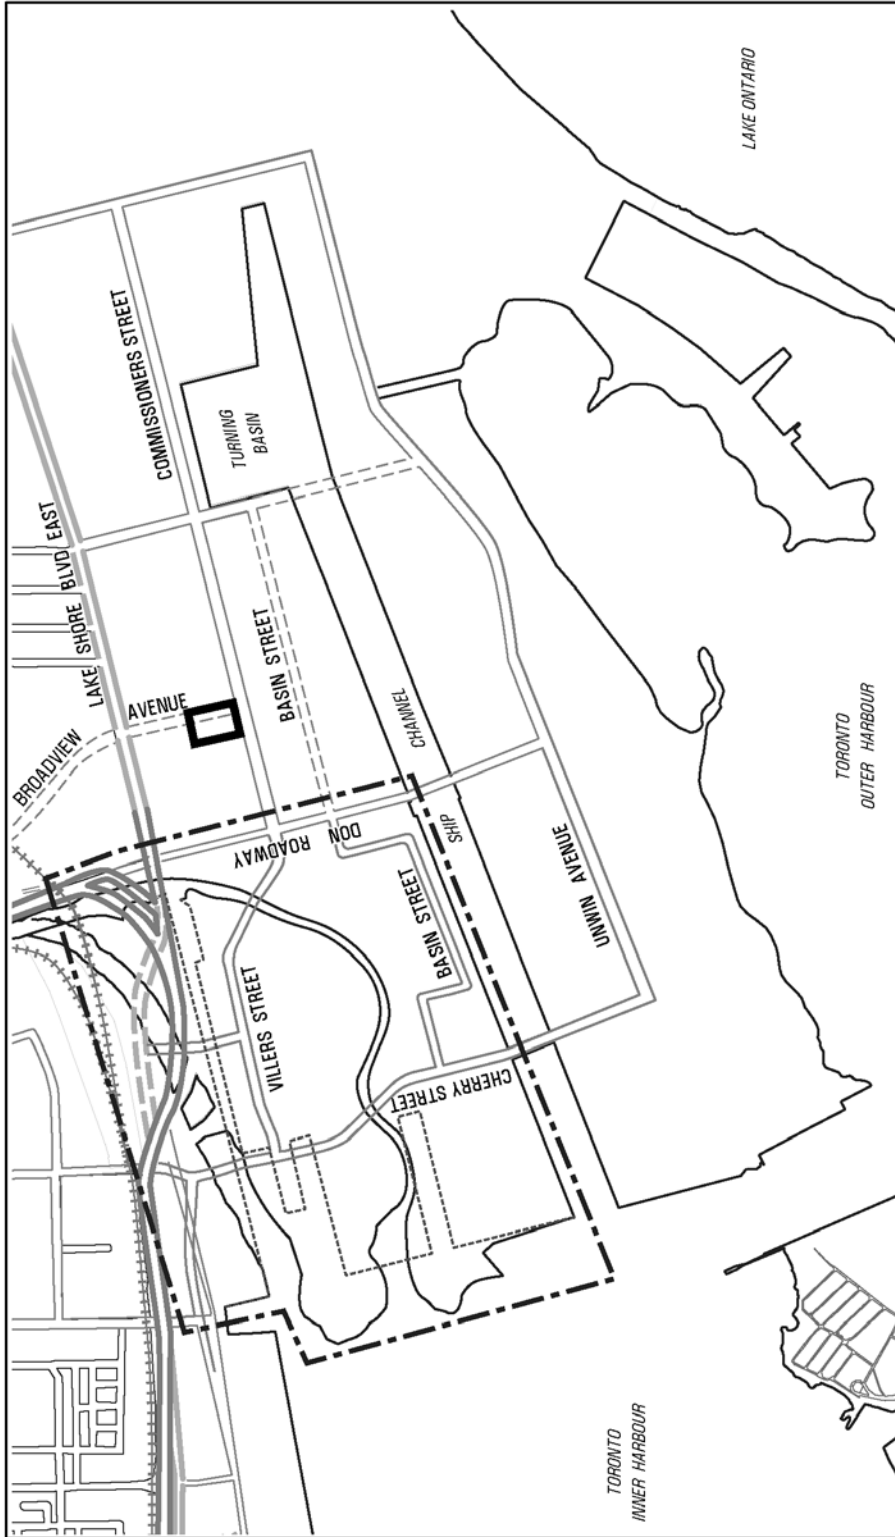 LAKE ONTARIO
COMMISSIONERS STREET
TURNING
BASIN
LAKE SHORE BLVD EAST
BROADVIEW AVENUE
BASIN STREET
CHANNEL
SHIP
DON ROADWAY
BASIN STREET
UNWIN AVENUE
VILLIERS STREET
CHERRY STREET
TORONTO
OUTER HARBOUR
TORONTO
INNER HARBOUR